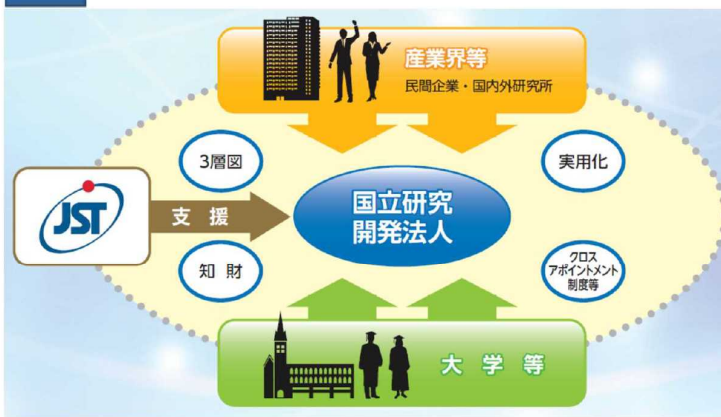 産業界等
民間企業・国内外研究所
3層図
実用化
JST
支 援
国立研究
開発法人
知 財
クロス
アポイントメント
制度等
大 学 等